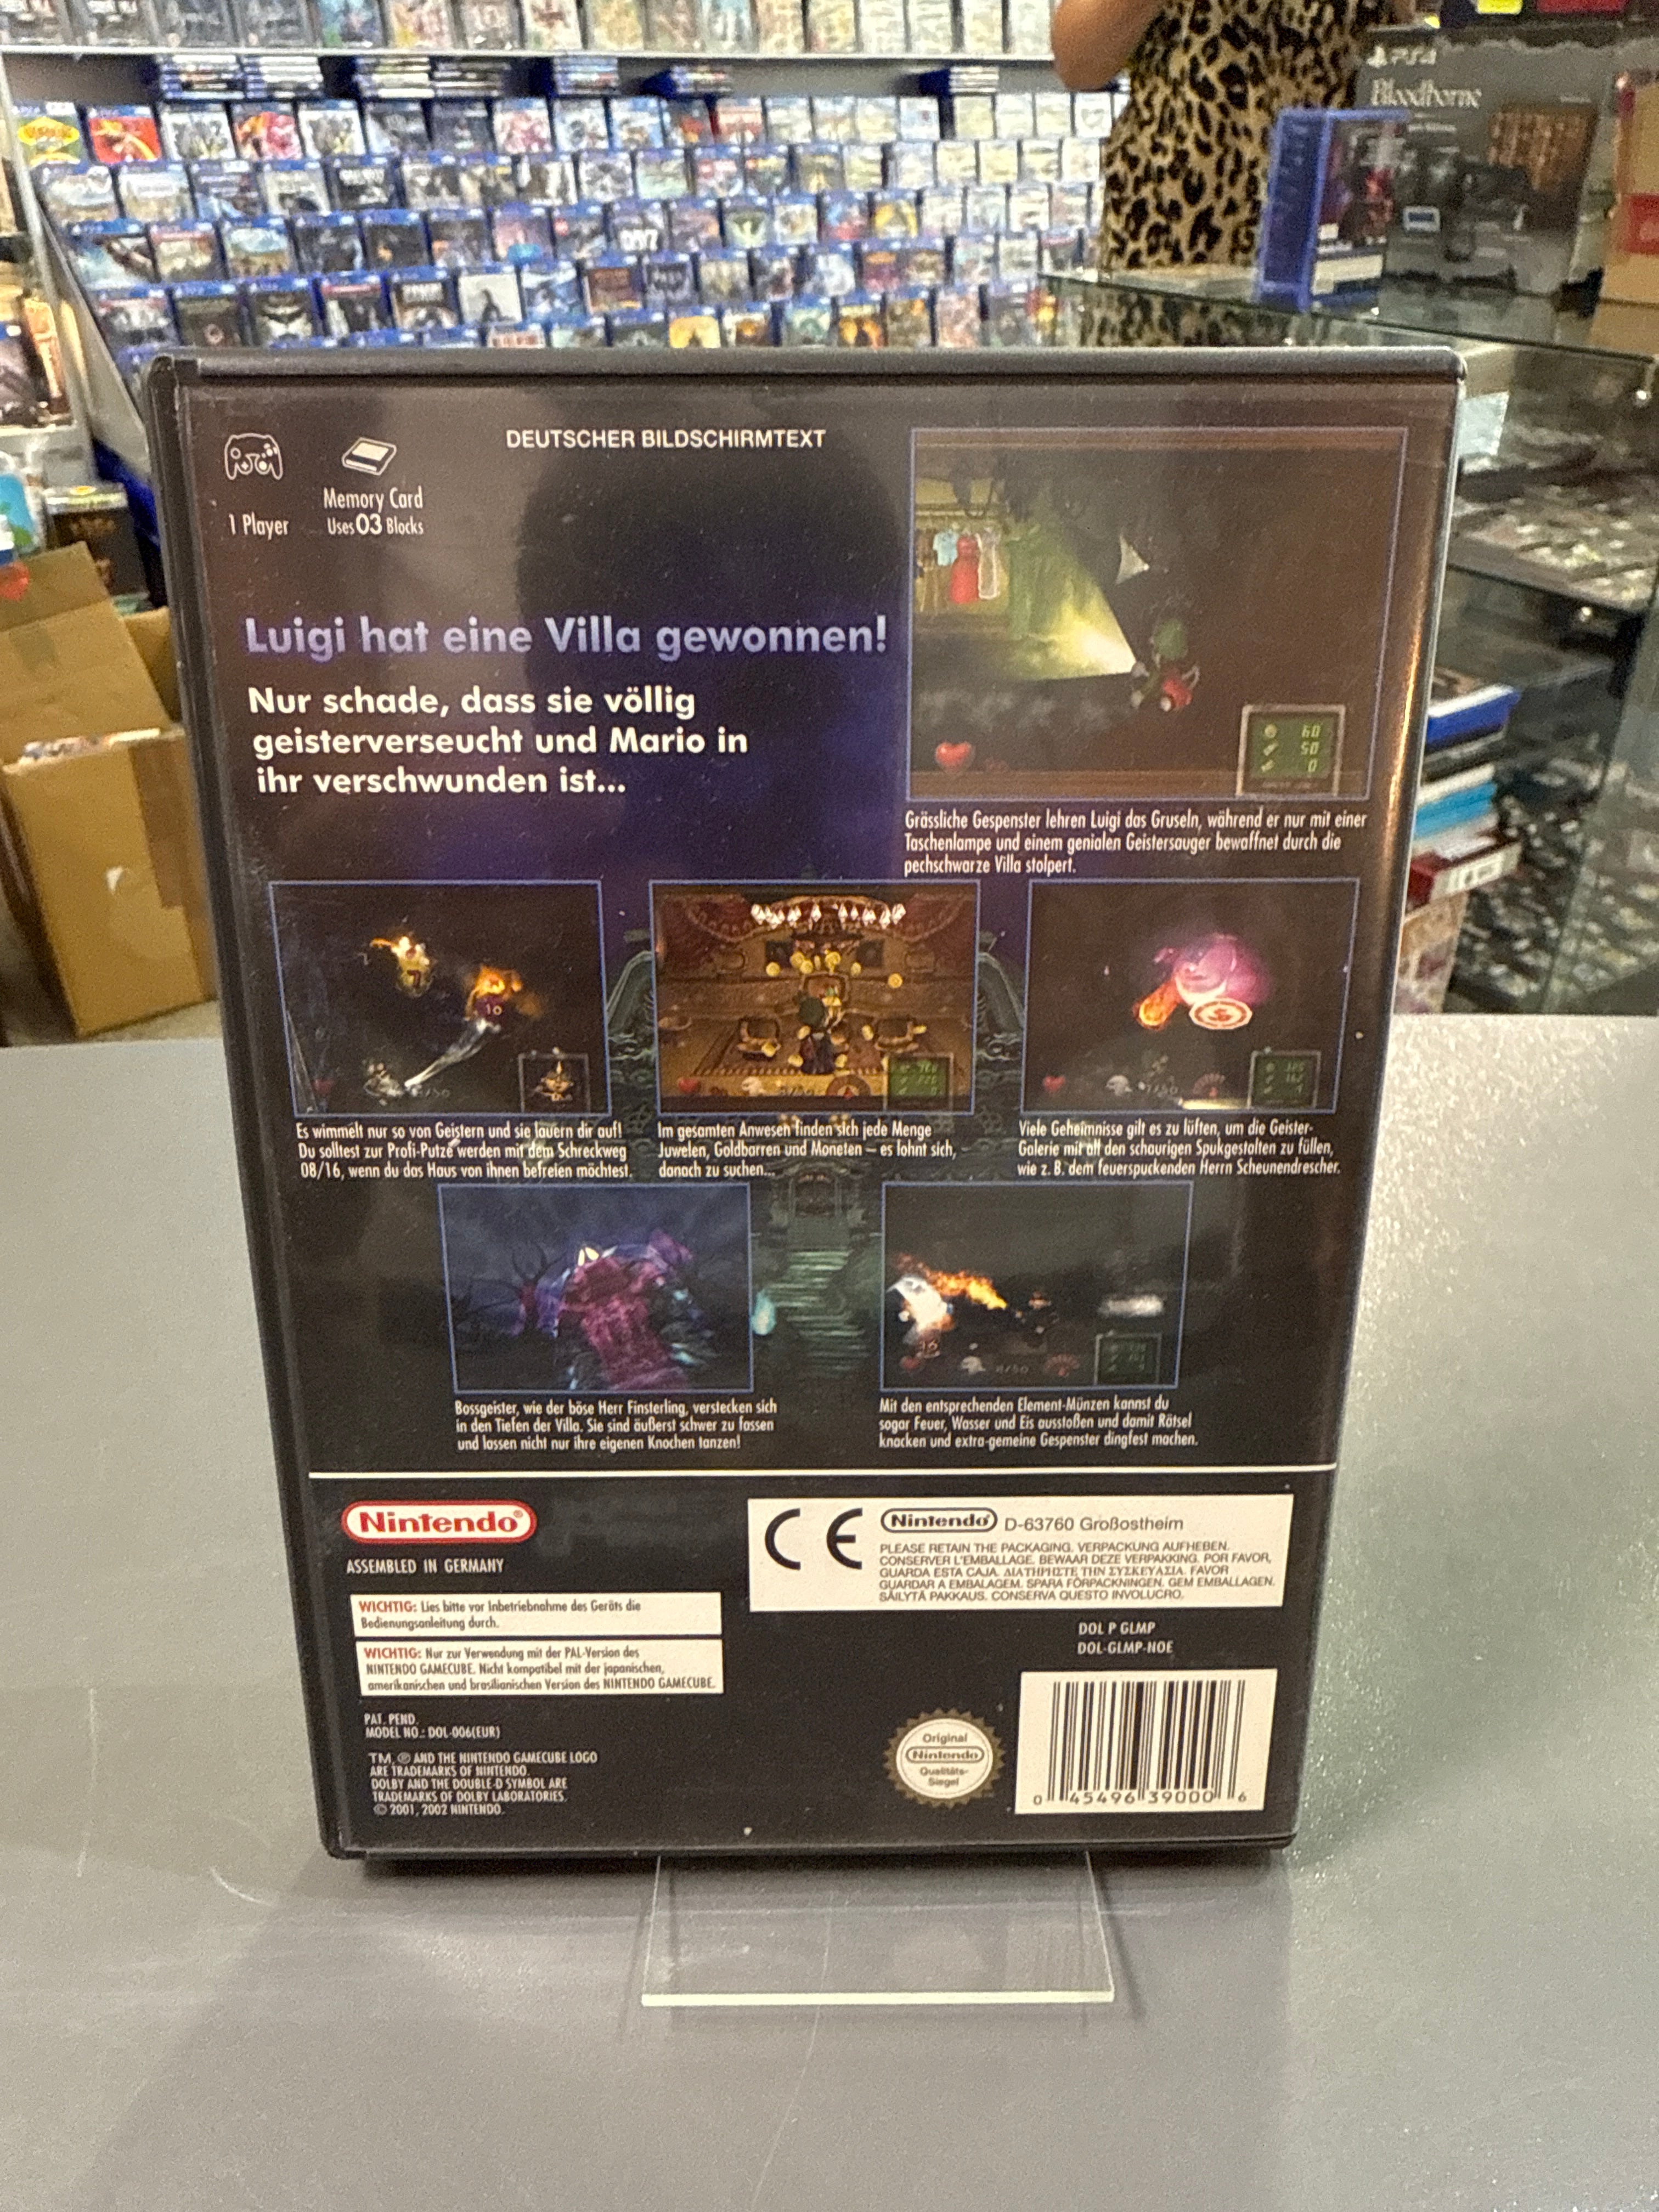 PS4
Bloodborne
DEUTSCHER BILDSCHIRMTEXT
1 Player
Memory Card
Uses 03 Blocks
Luigi hat eine Villa gewonnen!
Nur schade, dass sie völlig
geisterverseucht und Mario in
ihr verschwunden ist...
60
50
0
Grässliche Gespenster lehren Luigi das Gruseln, während er nur mit einer
Taschenlampe und einem genialen Geistersauger bewaffnet durch die
pechschwarze Villa stolpert.
10
Es wimmelt nur so von Geistern und sie lauern dir auf!
Du solltest zur Profi-Putze werden mit dem Schreckweg
08/16, wenn du das Haus von ihnen befreien möchtest.
Im gesamten Anwesen finden sich jede Menge
Juwelen, Goldbarren und Moneten – es lohnt sich,
danach zu suchen...
Viele Geheimnisse gilt es zu lüften, um die Geister-
Galerie mit all den schaurigen Spukgestalten zu füllen,
wie z. B. dem feuerspuckenden Herrn Scheunendrescher.
Bossgeister, wie der böse Herr Finsterling, verstecken sich
in den Tiefen der Villa. Sie sind äußerst schwer zu fassen
und lassen nicht nur ihre eigenen Knochen tanzen!
Mit den entsprechenden Element-Münzen kannst du
sogar Feuer, Wasser und Eis ausstoßen und damit Rätsel
knacken und extra-gemeine Gespenster dingfest machen.
Nintendo®
ASSEMBLED IN GERMANY
WICHTIG: Lies bitte vor Inbetriebnahme des Geräts die
Bedienungsanleitung durch.
WICHTIG: Nur zur Verwendung mit der PAL-Version des
NINTENDO GAMECUBE. Nicht kompatibel mit der japanischen,
amerikanischen und brasilianischen Version des NINTENDO GAMECUBE.
PAT. PEND.
MODEL NO.: DOL-006(EUR)
TM, ® AND THE NINTENDO GAMECUBE LOGO
ARE TRADEMARKS OF NINTENDO.
DOLBY AND THE DOUBLE-D SYMBOL ARE
TRADEMARKS OF DOLBY LABORATORIES.
© 2001, 2002 NINTENDO.
CE
Nintendo® D-63760 Großostheim
PLEASE RETAIN THE PACKAGING. VERPACKUNG AUFHEBEN.
CONSERVER L'EMBALLAGE. BEWAAR DEZE VERPAKKING. POR FAVOR,
GUARDA ESTA CAJA. ΔΙΑΤΗΡΗΣΤΕ ΤΗΝ ΣΥΣΚΕΥΑΣΙΑ. FAVOR
GUARDAR A EMBALAGEM. SPARA FÖRPACKNINGEN. GEM EMBALLAGEN.
SÄILYTÄ PAKKAUS. CONSERVA QUESTO INVOLUCRO.
DOL P GLMP
DOL-GLMP-NOE
Original
Nintendo
Qualitäts-
Siegel
0 45496 39000 6